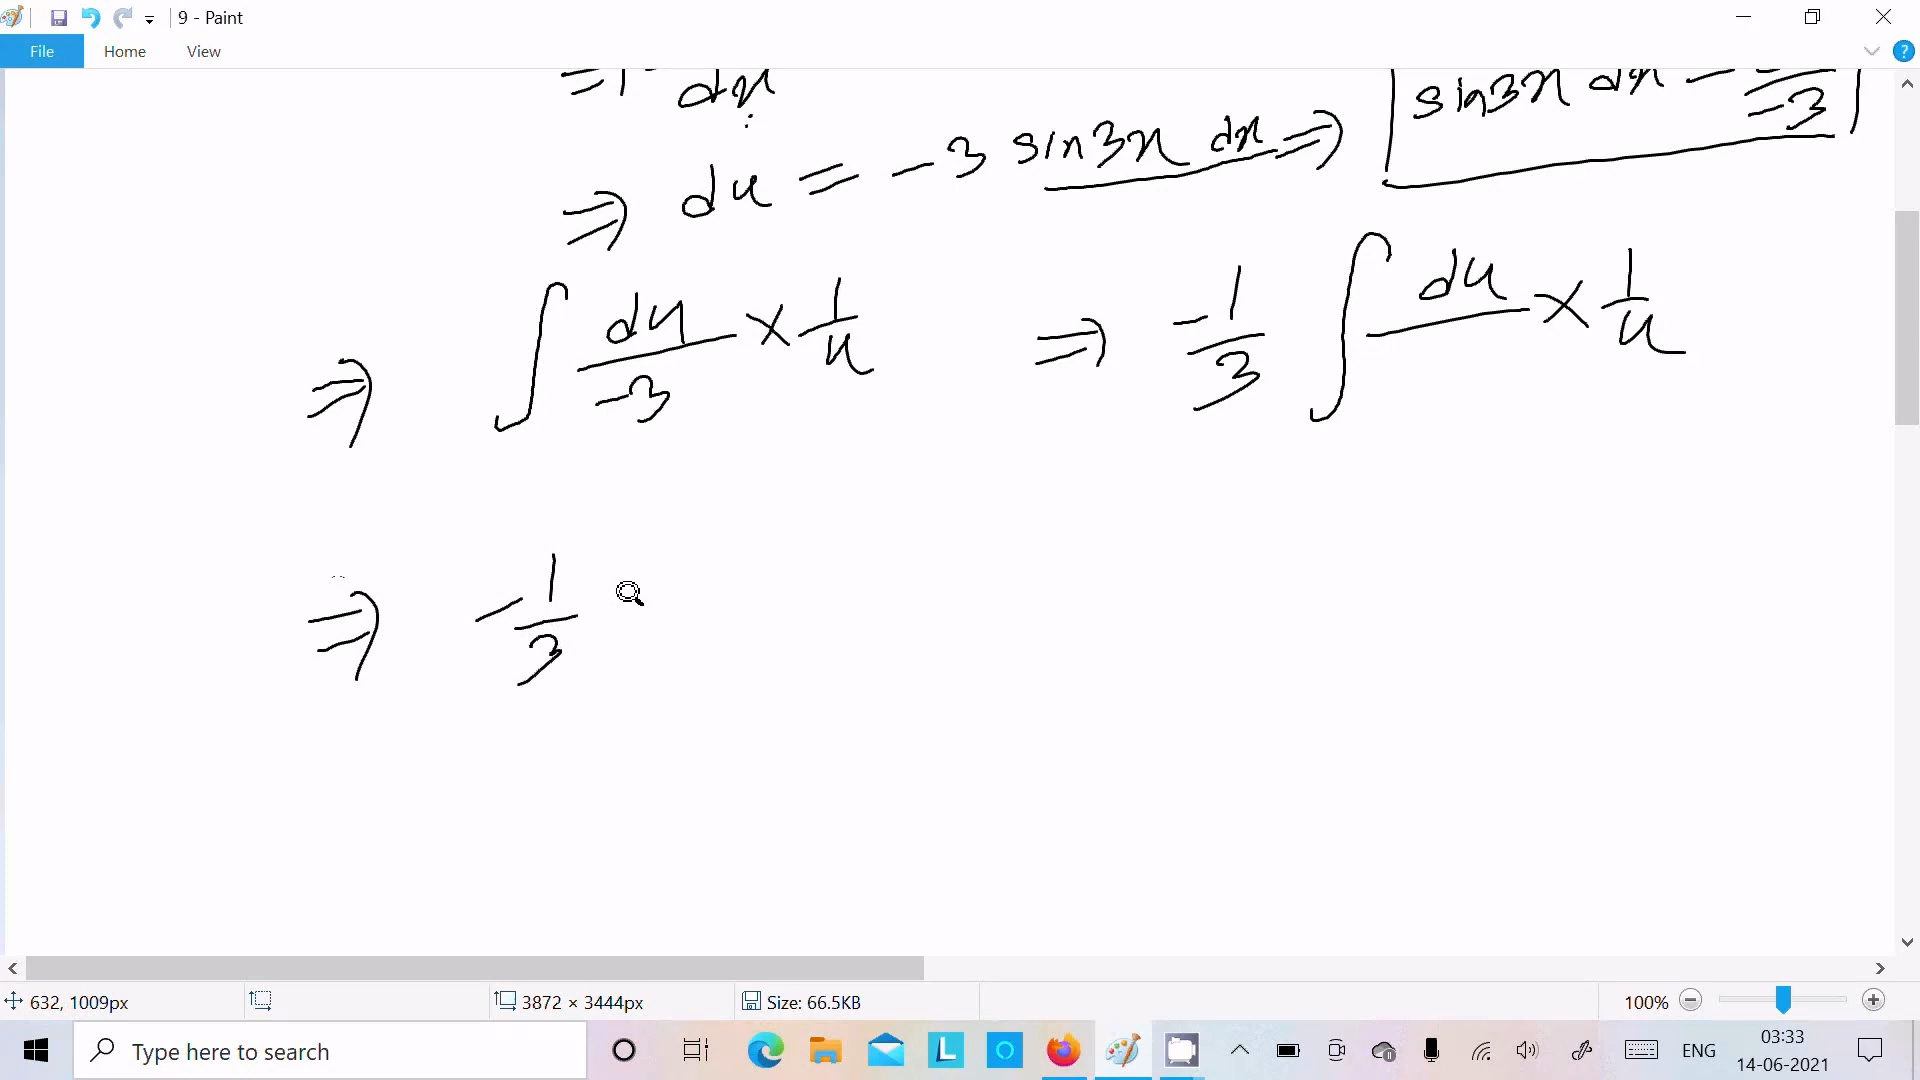 9 - Paint
File Home View
dx
sin3x dx = -3
⇒ du = -3 sin3x dx ⇒
⇒ ∫ du/-3 × 1/u ⇒ -1/3 ∫ du × 1/u
⇒ -1/3
632, 1009px 3872 × 3444px Size: 66.5KB 100%
Type here to search L ENG 03:33
14-06-2021